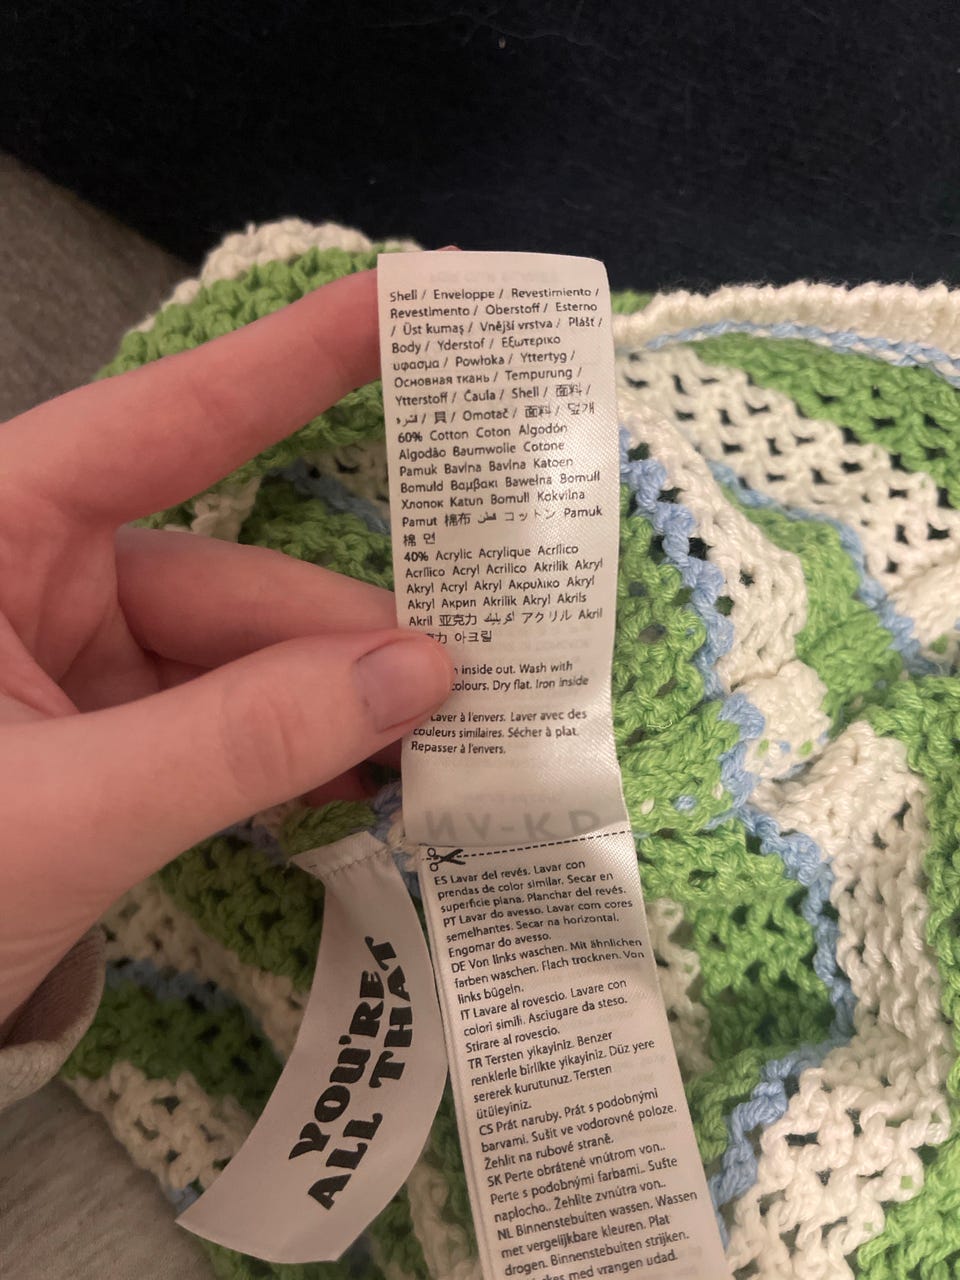 Shell / Enveloppe / Revestimiento /
Revestimento / Oberstoff / Esterno
/ Üst kumaş / Vnější vrstva / Plášť /
Body / Yderstof / Εξωτερικο
υφασμα / Powłoka / Yttertyg /
Основная ткань / Tempurung /
Ytterstoff / Čaula / Shell / 面料 /
/ 貝 / Omotač / 面料 /
60% Cotton Coton Algodón
Algodão Baumwolle Cotone
Pamuk Bavlna Bavlna Katoen
Bomuld Βαμβακι Bawełna Bomull
Хлопок Katun Bomull Kokvilna
Pamut 棉布 قطن コットン Pamuk
棉 면
40% Acrylic Acrylique Acrílico
Acrílico Acryl Acrilico Akrilik Akryl
Akryl Acryl Akryl Ακρυλικο Akryl
Akryl Акрил Akrilik Akryl Akrils
Akril 亚克力 アクリル Akril
克力 아크릴
inside out. Wash with
colours. Dry flat. Iron inside
Laver à l'envers. Laver avec des
couleurs similaires. Sécher à plat.
Repasser à l'envers.
ES Lavar del revés. Lavar con
prendas de color similar. Secar en
superficie plana. Planchar del revés.
PT Lavar do avesso. Lavar com cores
semelhantes. Secar na horizontal.
Engomar do avesso.
DE Von links waschen. Mit ähnlichen
farben waschen. Flach trocknen. Von
links bügeln.
IT Lavare al rovescio. Lavare con
colori simili. Asciugare da steso.
Stirare al rovescio.
TR Tersten yikayiniz. Benzer
renklerle birlikte yikayiniz. Düz yere
sererek kurutunuz. Tersten
ütüleyiniz.
CS Prát naruby. Prát s podobnými
barvami. Sušit ve vodorovné poloze.
Žehlit na rubové straně.
SK Perte obrátené vnútrom von..
Perte s podobnými farbami.. Sušte
naplocho.. Žehlite zvnútra von..
NL Binnenstebuiten wassen. Wassen
met vergelijkbare kleuren. Plat
drogen. Binnenstebuiten strijken.
med vrangen udad.
YOU'RE
ALL THAT